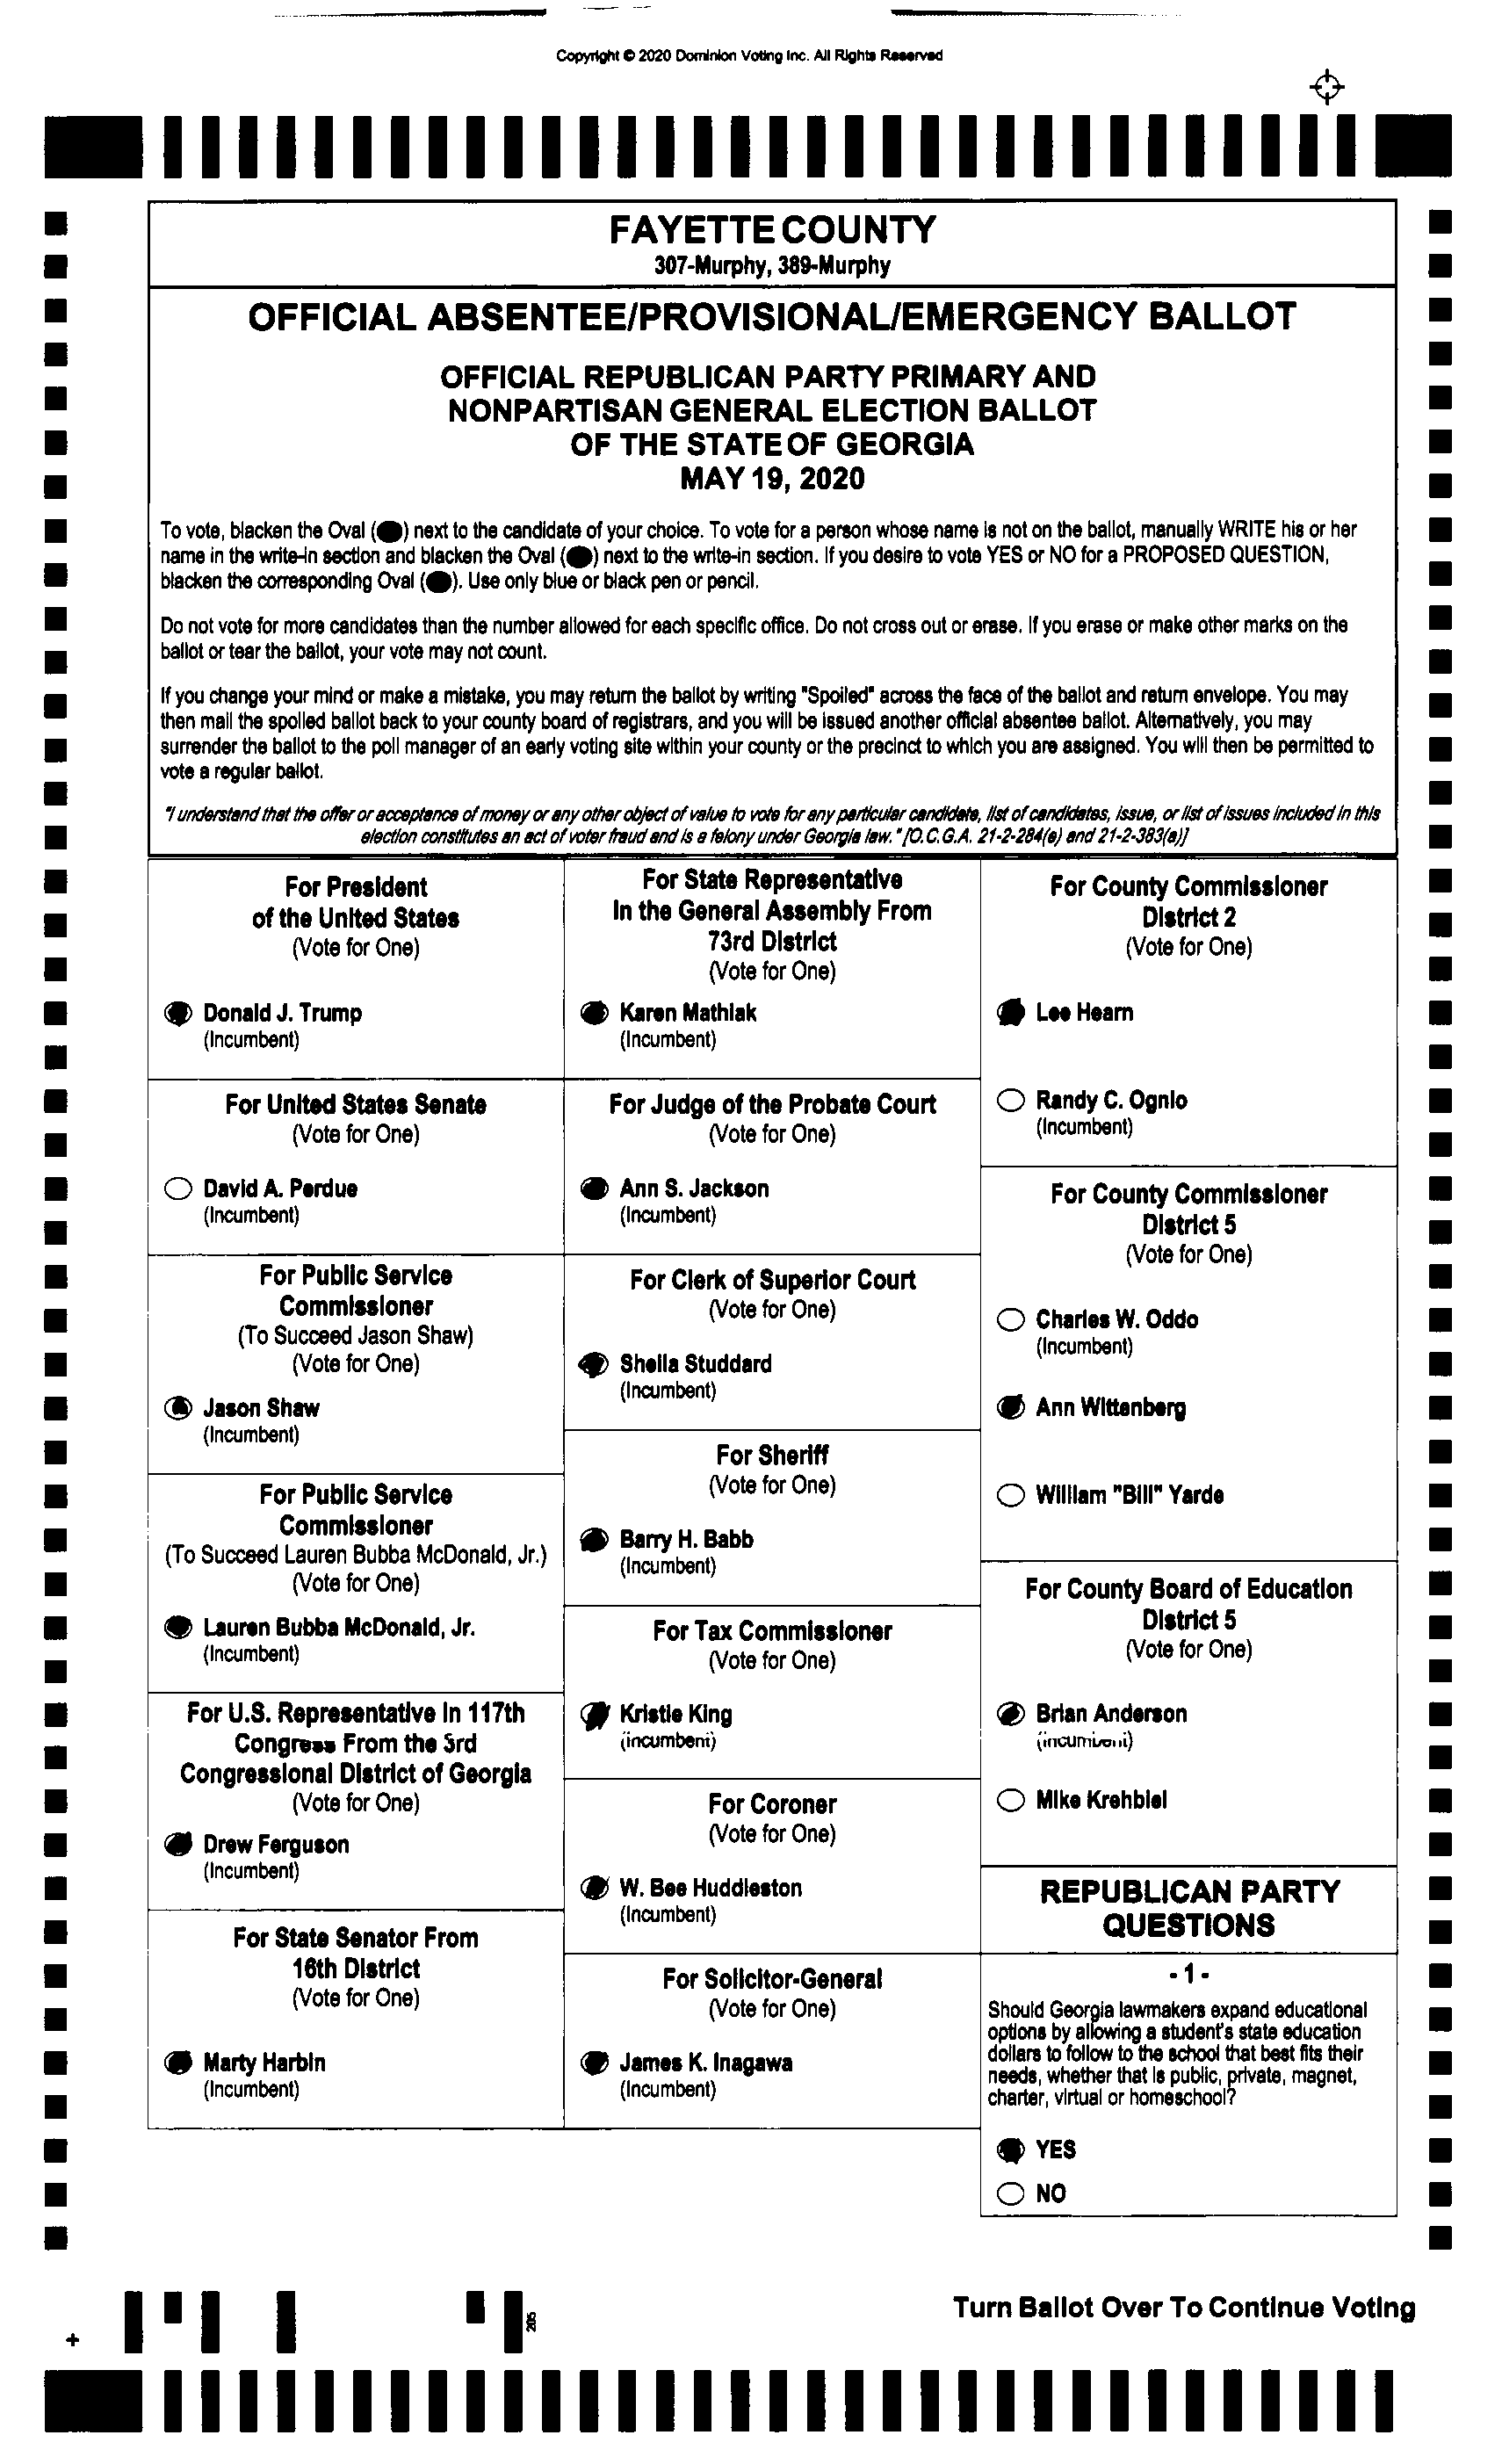 Copyright © 2020 Dominion Voting Inc. All Rights Reserved
FAYETTE COUNTY
307-Murphy, 389-Murphy
OFFICIAL ABSENTEE/PROVISIONAL/EMERGENCY BALLOT
OFFICIAL REPUBLICAN PARTY PRIMARY AND
NONPARTISAN GENERAL ELECTION BALLOT
OF THE STATE OF GEORGIA
MAY 19, 2020
To vote, blacken the Oval ( ) next to the candidate of your choice. To vote for a person whose name is not on the ballot, manually WRITE his or her
name in the write-in section and blacken the Oval ( ) next to the write-in section. If you desire to vote YES or NO for a PROPOSED QUESTION,
blacken the corresponding Oval ( ). Use only blue or black pen or pencil.
Do not vote for more candidates than the number allowed for each specific office. Do not cross out or erase. If you erase or make other marks on the
ballot or tear the ballot, your vote may not count.
If you change your mind or make a mistake, you may return the ballot by writing "Spoiled" across the face of the ballot and return envelope. You may
then mail the spoiled ballot back to your county board of registrars, and you will be issued another official absentee ballot. Alternatively, you may
surrender the ballot to the poll manager of an early voting site within your county or the precinct to which you are assigned. You will then be permitted to
vote a regular ballot.
"I understand that the offer or acceptance of money or any other object of value to vote for any particular candidate, list of candidates, issue, or list of issues included in this
election constitutes an act of voter fraud and is a felony under Georgia law. "[O.C.G.A. 21-2-284(e) and 21-2-383(a)]
For President
of the United States
(Vote for One)
Donald J. Trump
(Incumbent)
For United States Senate
(Vote for One)
David A. Perdue
(Incumbent)
For Public Service
Commissioner
(To Succeed Jason Shaw)
(Vote for One)
Jason Shaw
(Incumbent)
For Public Service
Commissioner
(To Succeed Lauren Bubba McDonald, Jr.)
(Vote for One)
Lauren Bubba McDonald, Jr.
(Incumbent)
For U.S. Representative in 117th
Congress From the 3rd
Congressional District of Georgia
(Vote for One)
Drew Ferguson
(Incumbent)
For State Senator From
16th District
(Vote for One)
Marty Harbin
(Incumbent)
For State Representative
In the General Assembly From
73rd District
(Vote for One)
Karen Mathiak
(Incumbent)
For Judge of the Probate Court
(Vote for One)
Ann S. Jackson
(Incumbent)
For Clerk of Superior Court
(Vote for One)
Sheila Studdard
(Incumbent)
For Sheriff
(Vote for One)
Barry H. Babb
(Incumbent)
For Tax Commissioner
(Vote for One)
Kristie King
(Incumbent)
For Coroner
(Vote for One)
W. Bee Huddleston
(Incumbent)
For Solicitor-General
(Vote for One)
James K. Inagawa
(Incumbent)
For County Commissioner
District 2
(Vote for One)
Lee Hearn
Randy C. Ognio
(Incumbent)
For County Commissioner
District 5
(Vote for One)
Charles W. Oddo
(Incumbent)
Ann Wittenberg
William "Bill" Yarde
For County Board of Education
District 5
(Vote for One)
Brian Anderson
(Incumbent)
Mike Krehbiel
REPUBLICAN PARTY
QUESTIONS
- 1 -
Should Georgia lawmakers expand educational
options by allowing a student's state education
dollars to follow to the school that best fits their
needs, whether that is public, private, magnet,
charter, virtual or homeschool?
YES
NO
Turn Ballot Over To Continue Voting
205